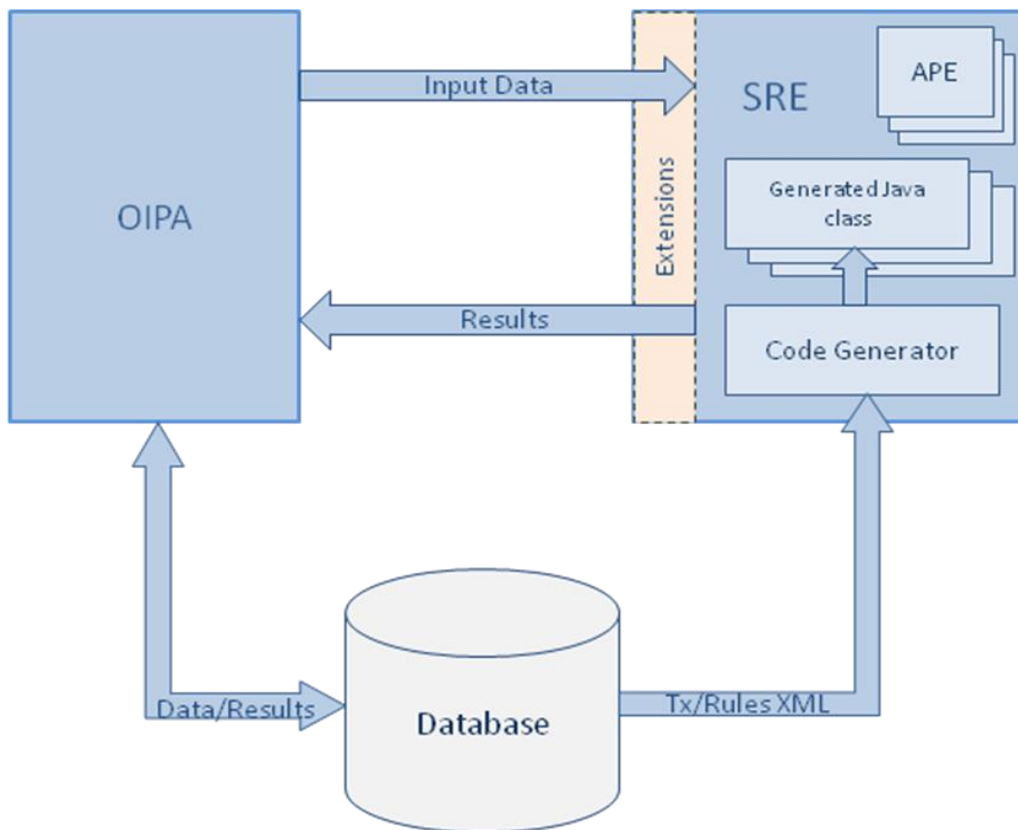 APE
Input Data
SRE
OIPA
Extensions
Generated Java
class
Results
Code Generator
Data/Results
Tx/Rules XML
Database